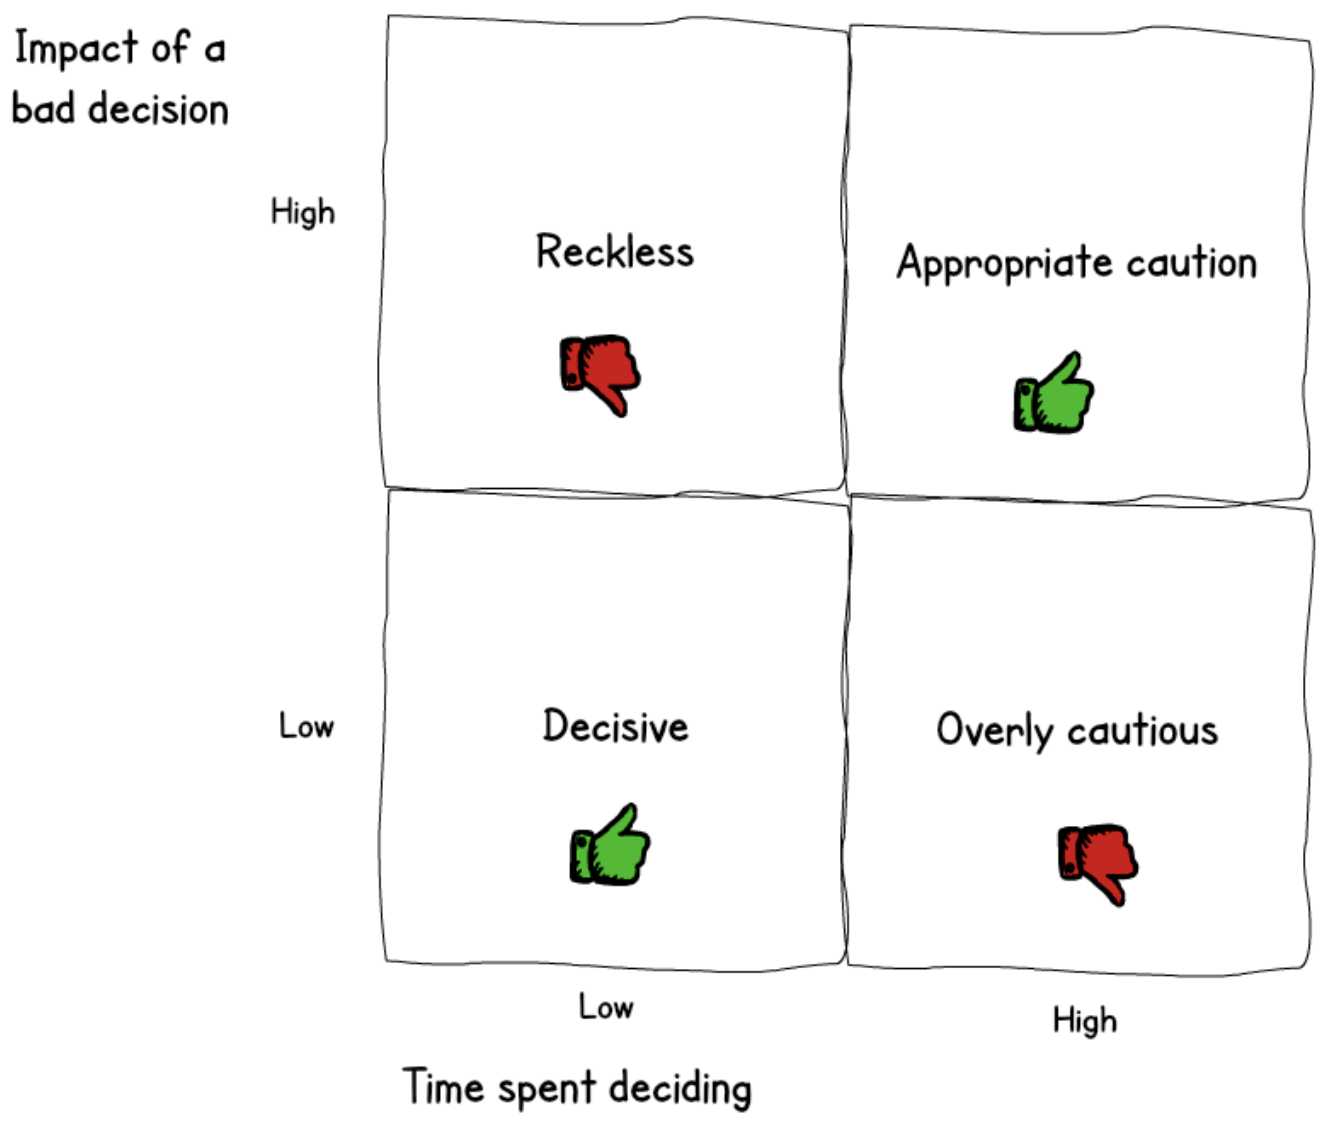 Impact of a
bad decision
High
Reckless
Appropriate caution
Low
Decisive
Overly cautious
Low
High
Time spent deciding